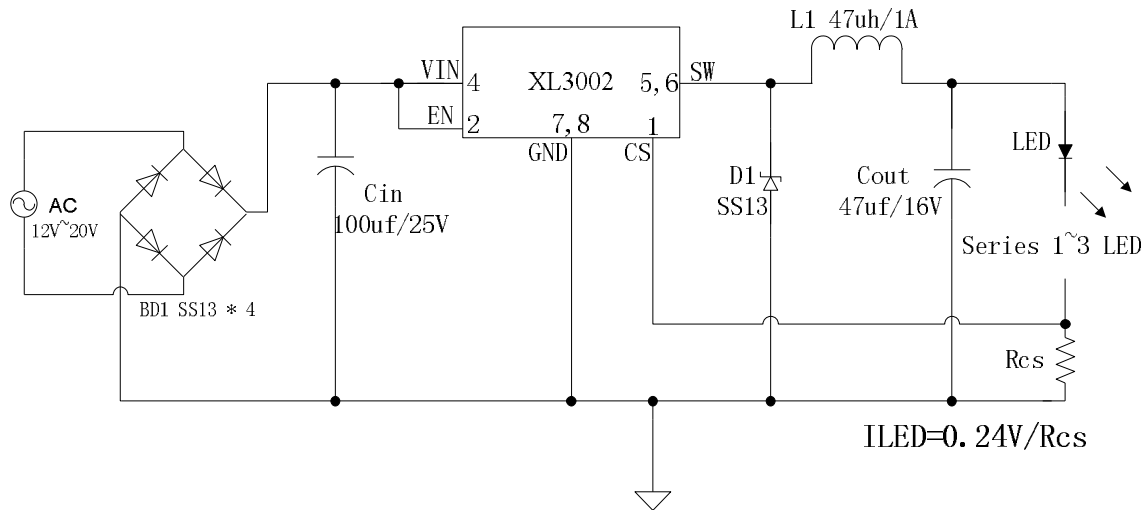 L1 47uh/1A
VIN
4
XL3002
5,6
SW
EN
2
7,8
1
GND
CS
AC
12V~20V
Cin
100uf/25V
D1
SS13
Cout
47uf/16V
LED
Series 1~3 LED
BD1 SS13 * 4
Rcs
ILED=0.24V/Rcs